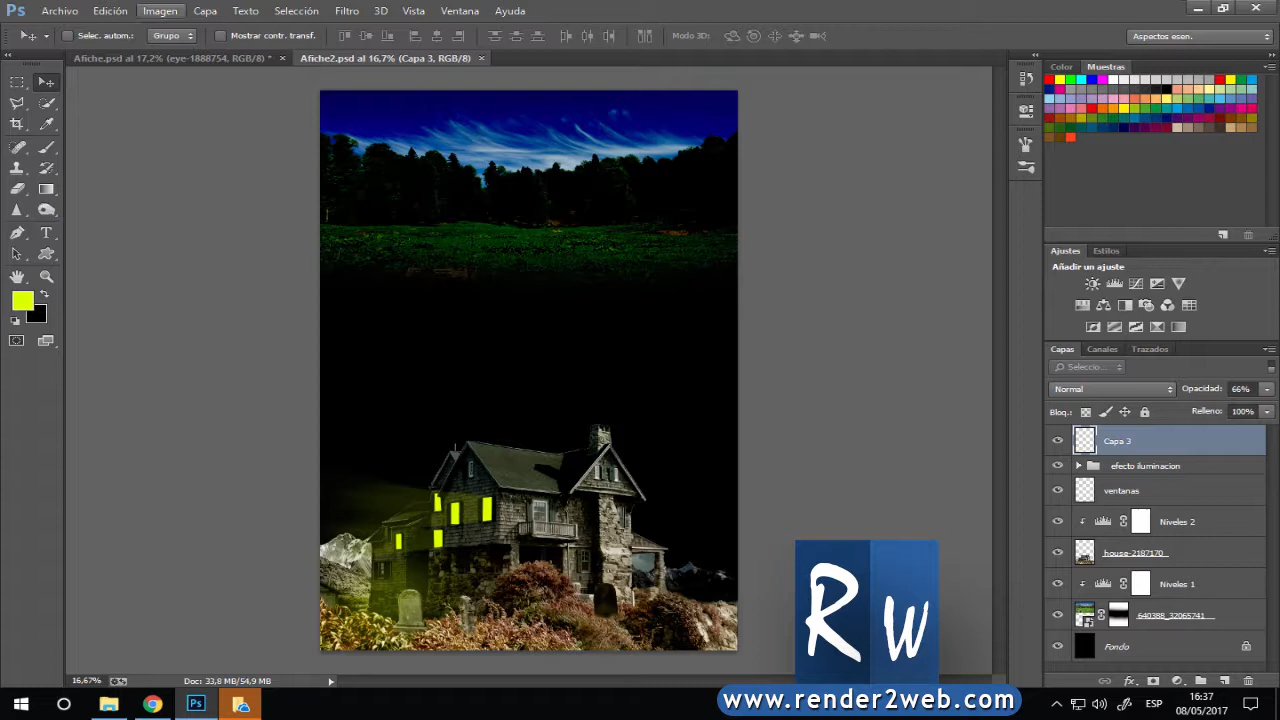 Ps Archivo Edición Imagen Capa Texto Selección Filtro 3D Vista Ventana Ayuda
Selec. autom.: Grupo Mostrar contr. transf. Modo 3D: Aspectos esen.
Afiche.psd al 17,2% (eye-1888754, RGB/8) * × Afiche2.psd al 16,7% (Capa 3, RGB/8) ×
Color Muestras
Ajustes Estilos
Añadir un ajuste
Capas Canales Trazados
Seleccio...
Normal Opacidad: 66%
Bloq.: Relleno: 100%
Capa 3
efecto iluminacion
ventanas
Niveles 2
house-2187170
Niveles 1
640388_32065741
Fondo
fx
RW
16,67% Doc: 33,8 MB/54,9 MB
www.render2web.com
Ps ESP 16:37
08/05/2017